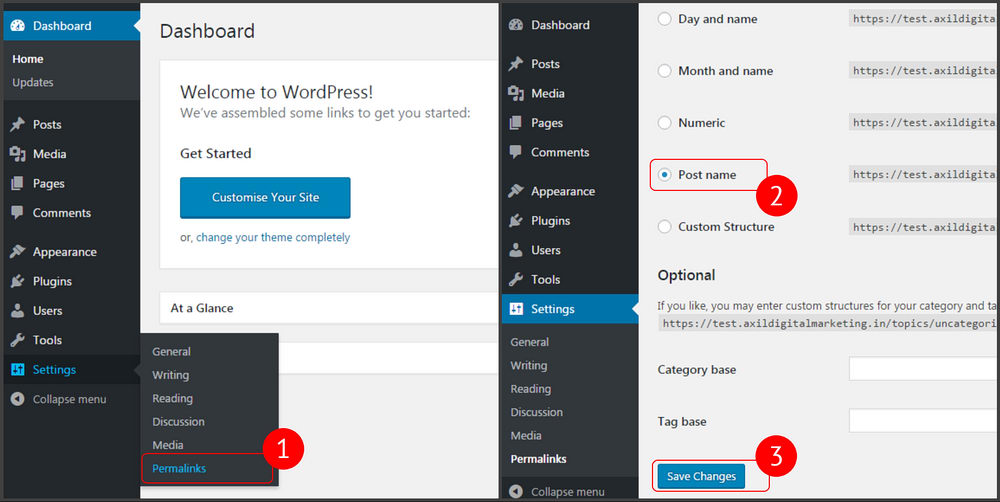 Dashboard
Home
Updates
Posts
Media
Pages
Comments
Appearance
Plugins
Users
Tools
Settings
Collapse menu
Dashboard
Welcome to WordPress!
We've assembled some links to get you started:
Get Started
Customise Your Site
or, change your theme completely
At a Glance
General
Writing
Reading
Discussion
Media
Permalinks
1
Dashboard
Posts
Media
Pages
Comments
Appearance
Plugins
Users
Tools
Settings
General
Writing
Reading
Discussion
Media
Permalinks
Collapse menu
Day and name https://test.axildigita
Month and name https://test.axildigita
Numeric https://test.axildigita
Post name https://test.axildigita
2
Custom Structure https://test.axildigita
Optional
If you like, you may enter custom structures for your category and ta
https://test.axildigitalmarketing.in/topics/uncategori
Category base
Tag base
Save Changes
3